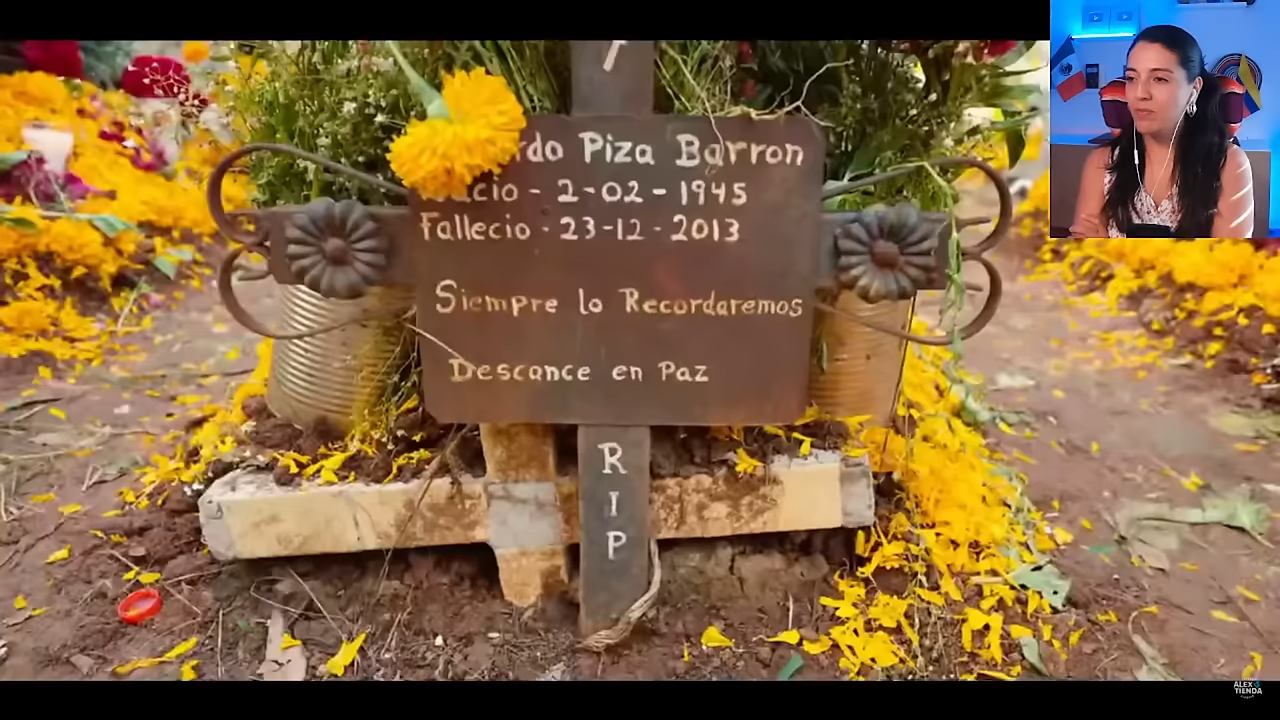 Piza Barron
2-02-1945
Fallecio - 23-12-2013
Siempre lo Recordaremos
Descance en Paz
RIP
ALEX
TIENDA